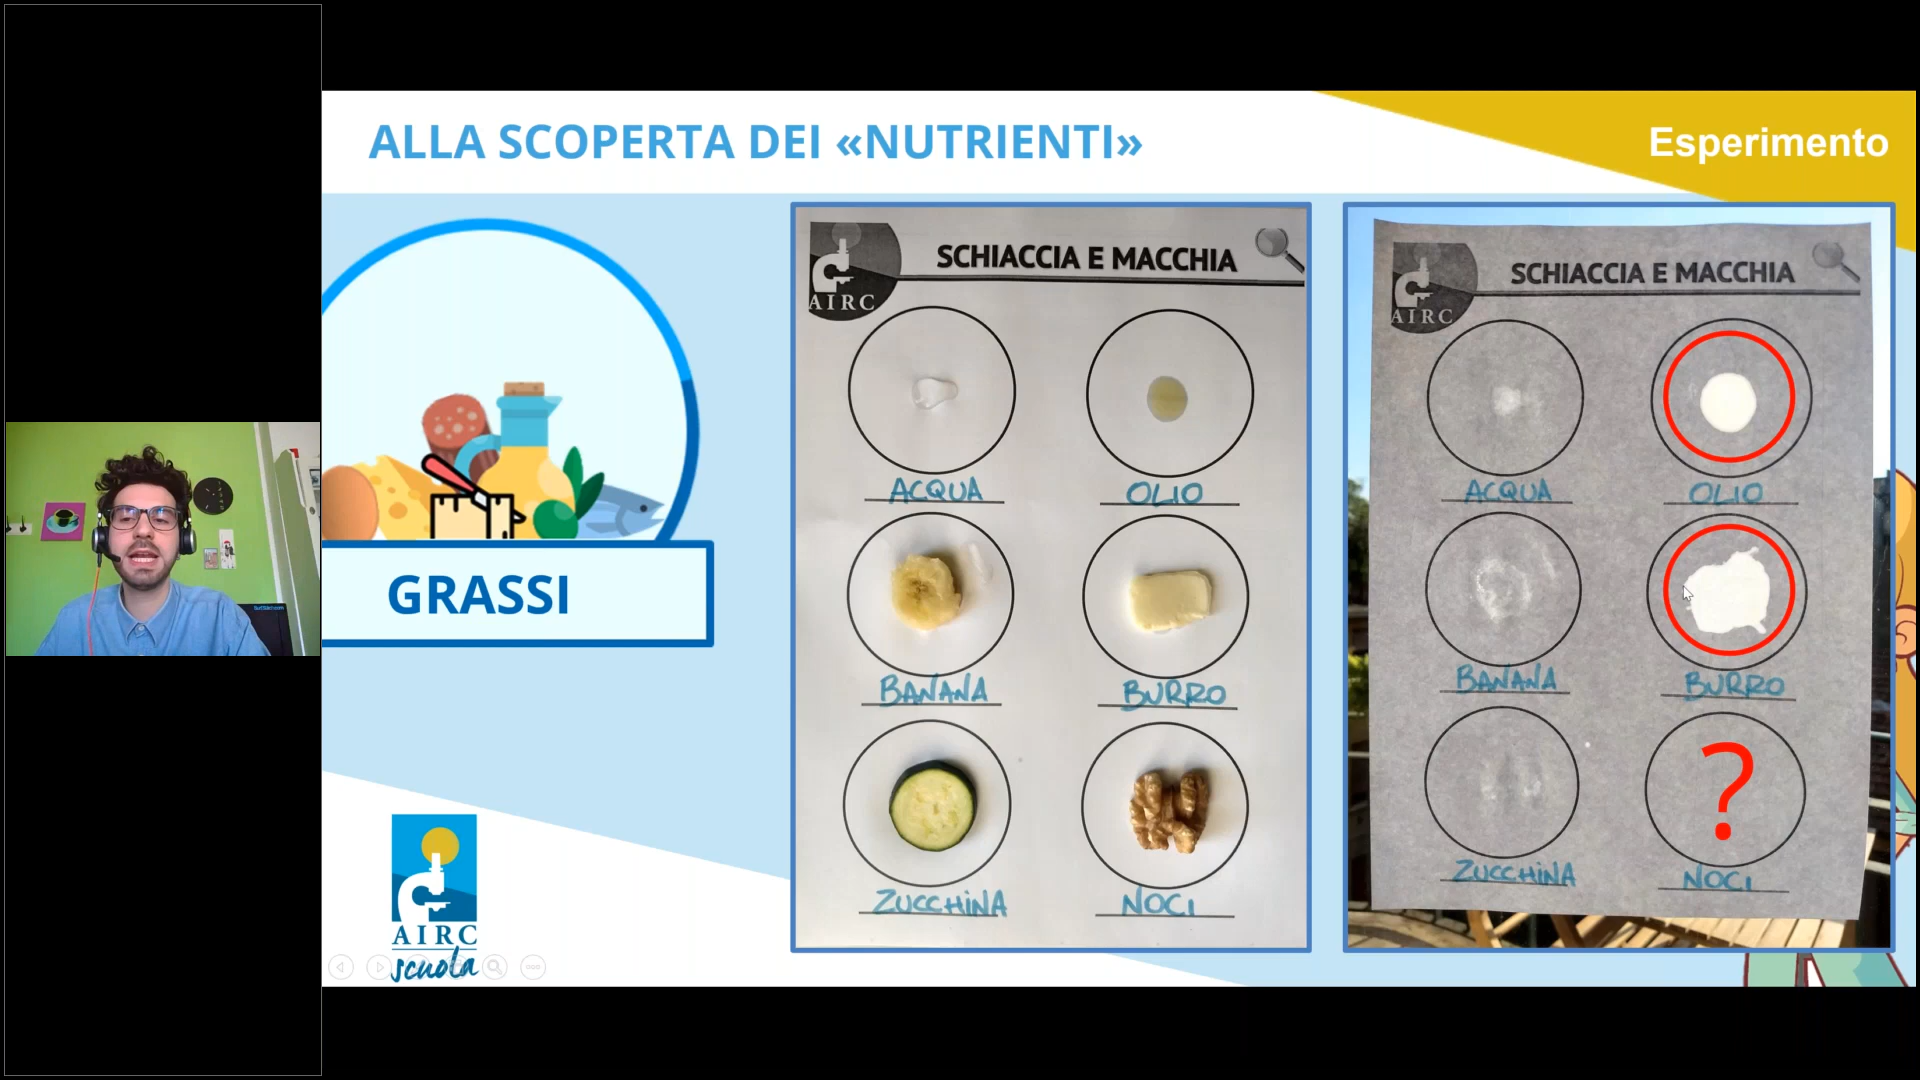 ALLA SCOPERTA DEI «NUTRIENTI»
Esperimento
GRASSI
AIRC
SCHIACCIA E MACCHIA
ACQUA
OLIO
BANANA
BURRO
ZUCCHINA
NOCI
AIRC
SCHIACCIA E MACCHIA
ACQUA
OLIO
BANANA
BURRO
ZUCCHINA
?
NOCI
AIRC
scuola